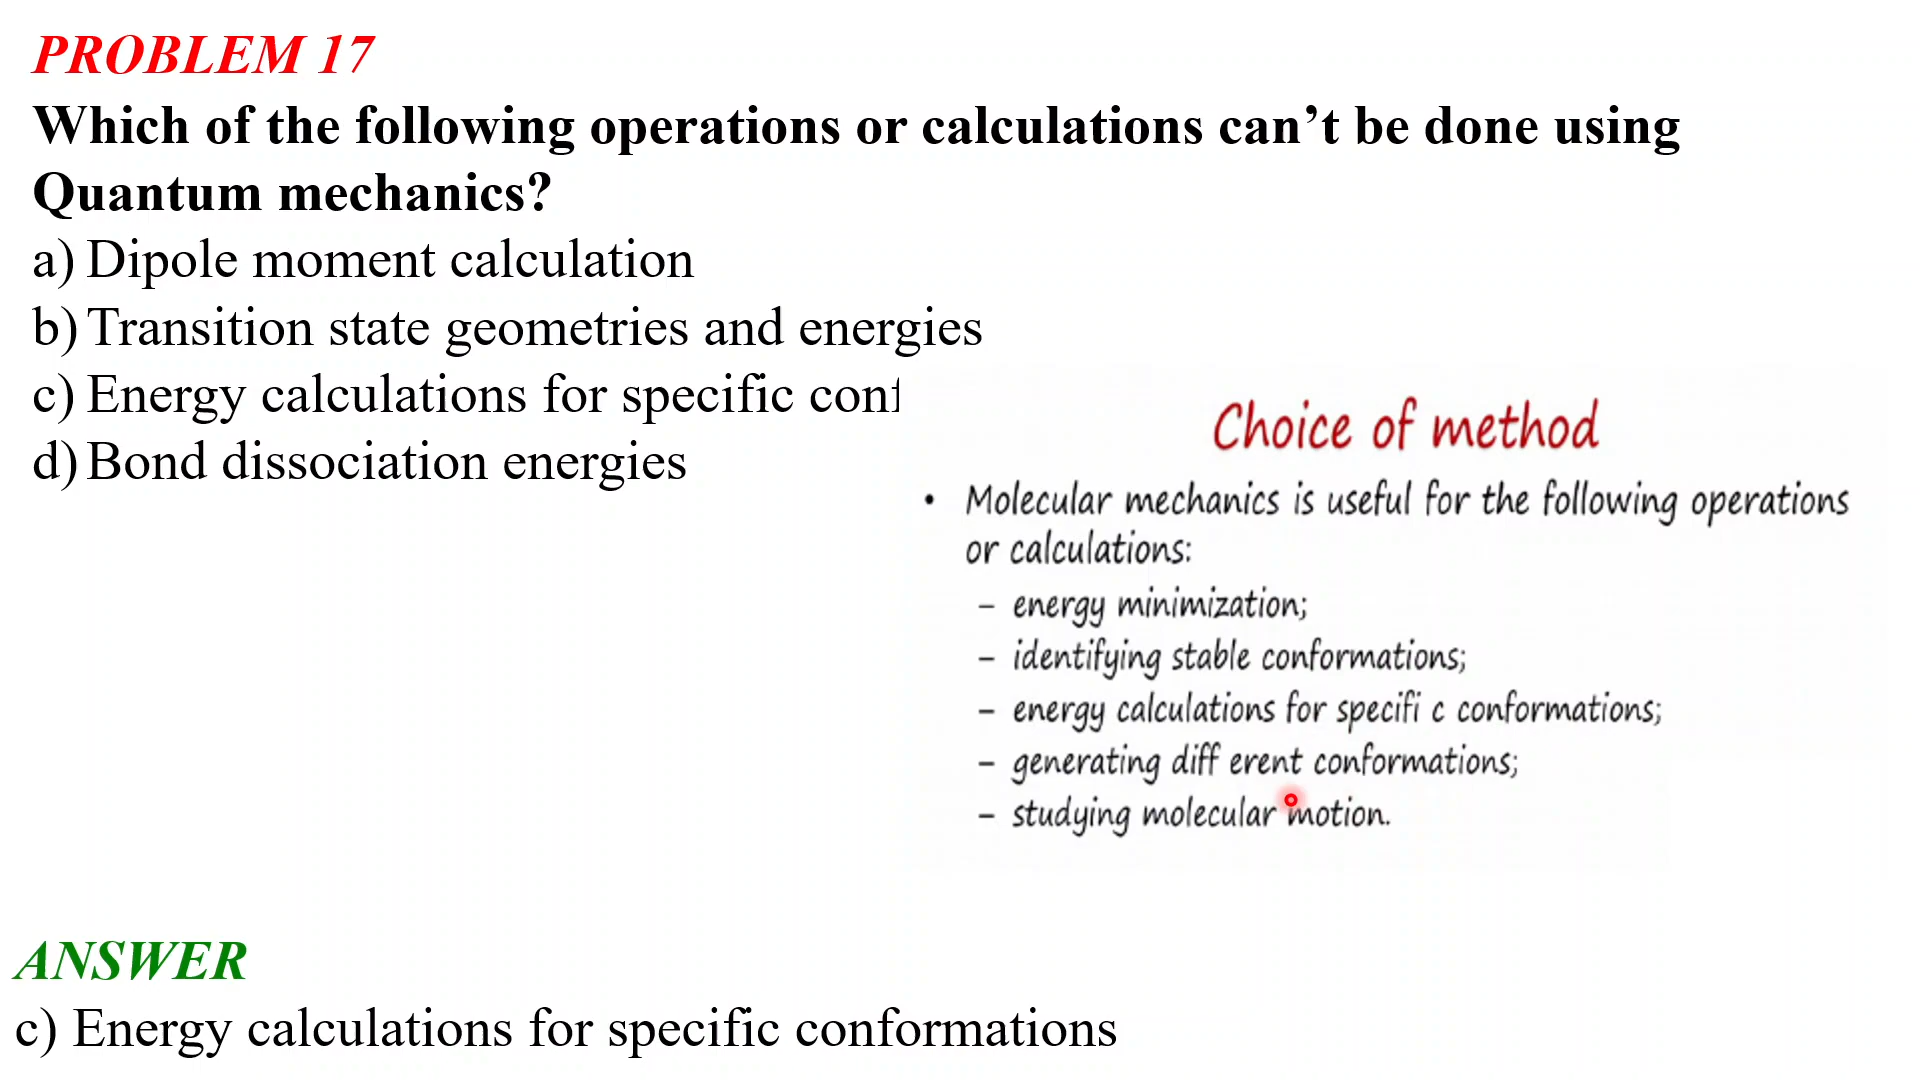 PROBLEM 17
Which of the following operations or calculations can’t be done using
Quantum mechanics?
a) Dipole moment calculation
b) Transition state geometries and energies
c) Energy calculations for specific
d) Bond dissociation energies
Choice of method
• Molecular mechanics is useful for the following operations
or calculations:
– energy minimization;
– identifying stable conformations;
– energy calculations for specifi c conformations;
– generating diff erent conformations;
– studying molecular motion.
ANSWER
c) Energy calculations for specific conformations